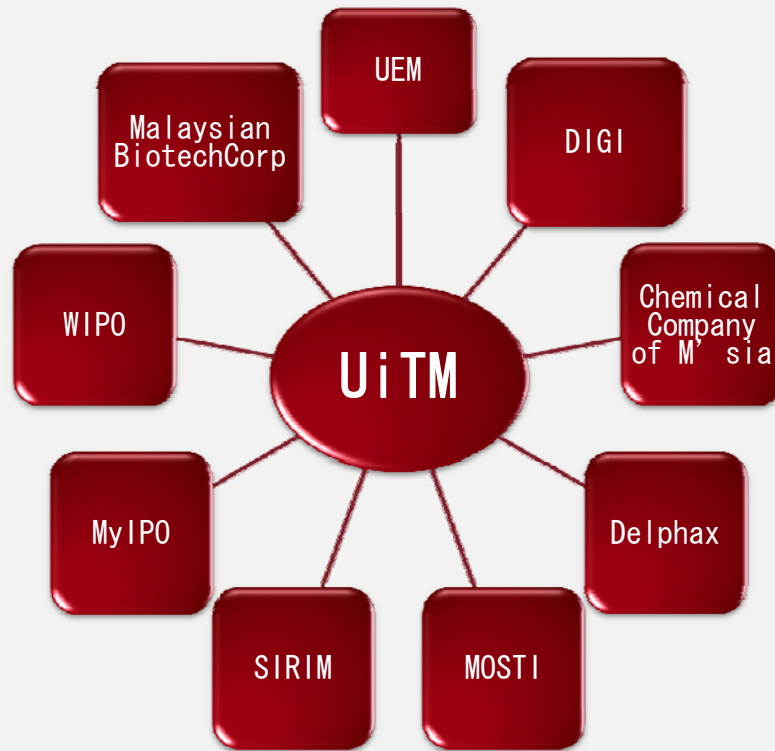 UEM
Malaysian
BiotechCorp
DIGI
WIPO
Chemical
Company
of M’sia
UiTM
MyIPO
Delphax
SIRIM
MOSTI